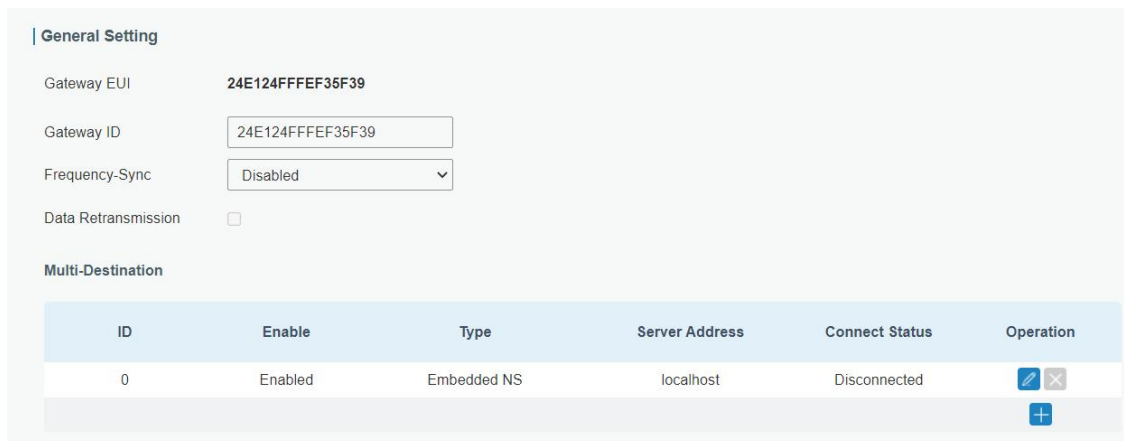 General Setting
Gateway EUI 24E124FFFEF35F39
Gateway ID 24E124FFFEF35F39
Frequency-Sync Disabled
Data Retransmission
Multi-Destination
ID Enable Type Server Address Connect Status Operation
0 Enabled Embedded NS localhost Disconnected